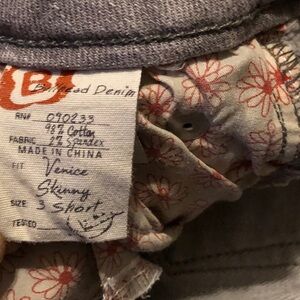 B
Bullhead Denim
RN# 090233
98% Cotton
FABRIC 2% Spandex
MADE IN CHINA
FIT Venice
Skinny
SIZE 3 Short
TESTED